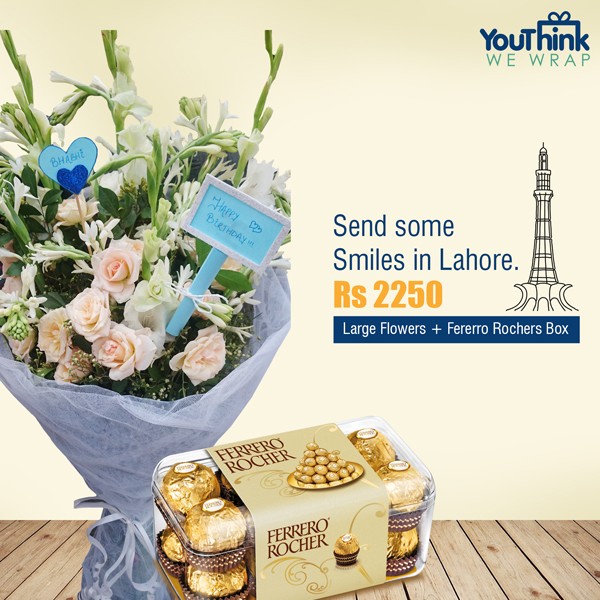 YouThink
WE WRAP
BHABHI
HAPPY
BIRTHDAY!!!
Send some
Smiles in Lahore.
Rs 2250
Large Flowers + Fererro Rochers Box
FERRERO
ROCHER
FERRERO
ROCHER